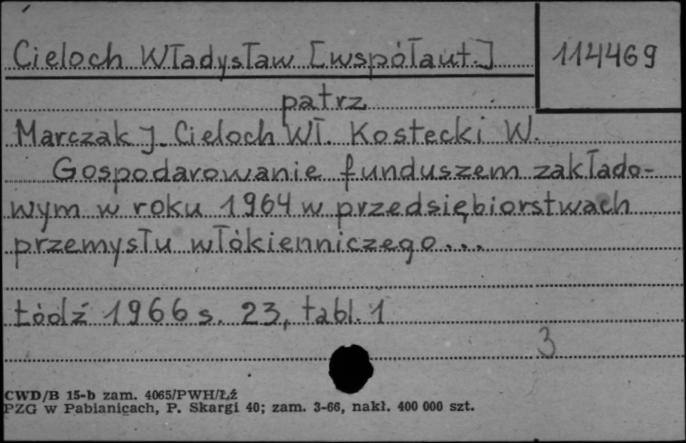 Cieloch Władysław [współaut.]
114469
patrz
Marczak J. Cieloch Wł. Kostecki W.
Gospodarowanie funduszem zakłado-
wym w roku 1964 w przedsiębiorstwach
przemysłu włókienniczego...
Łódź 1966 s. 23, tabl. 1
3
CWD/B 15-b zam. 4065/PWH/Łź
PZG w Pabianicach, P. Skargi 40; zam. 3-66, nakł. 400 000 szt.